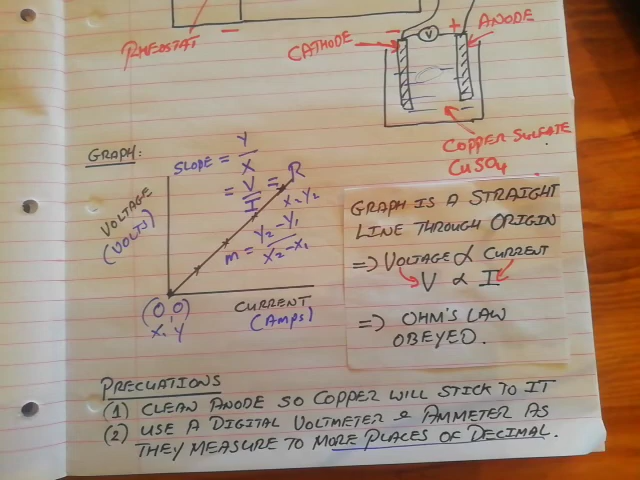 RHEOSTAT
−
− V +
ANODE
CATHODE
COPPER SULFATE
CuSO4
GRAPH:
SLOPE = Y/X
= V/I = R
X2 Y2
m = Y2-Y1/X2-X1
VOLTAGE
(VOLTS)
(0,0)
X, Y
CURRENT
(AMPS)
GRAPH IS A STRAIGHT
LINE THROUGH ORIGIN
=> VOLTAGE ∝ CURRENT
V ∝ I
=> OHM'S LAW
OBEYED.
PRECUATIONS
(1) CLEAN ANODE SO COPPER WILL STICK TO IT
(2) USE A DIGITAL VOLTMETER & AMMETER AS
THEY MEASURE TO MORE PLACES OF DECIMAL.